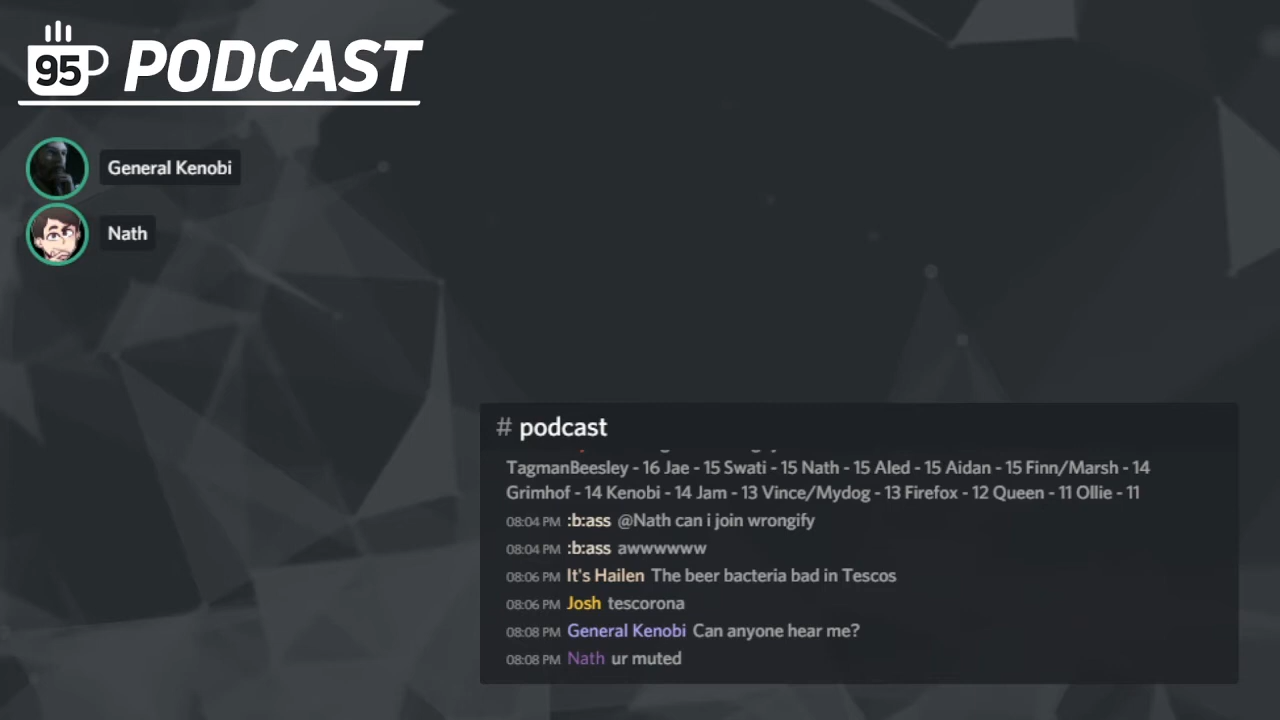 95 PODCAST
General Kenobi
Nath
# podcast
TagmanBeesley - 16 Jae - 15 Swati - 15 Nath - 15 Aled - 15 Aidan - 15 Finn/Marsh - 14
Grimhof - 14 Kenobi - 14 Jam - 13 Vince/Mydog - 13 Firefox - 12 Queen - 11 Ollie - 11
08:04 PM :b:ass @Nath can i join wrongify
08:04 PM :b:ass awwwwww
08:06 PM It's Hailen The beer bacteria bad in Tescos
08:06 PM Josh tescorona
08:08 PM General Kenobi Can anyone hear me?
08:08 PM Nath ur muted